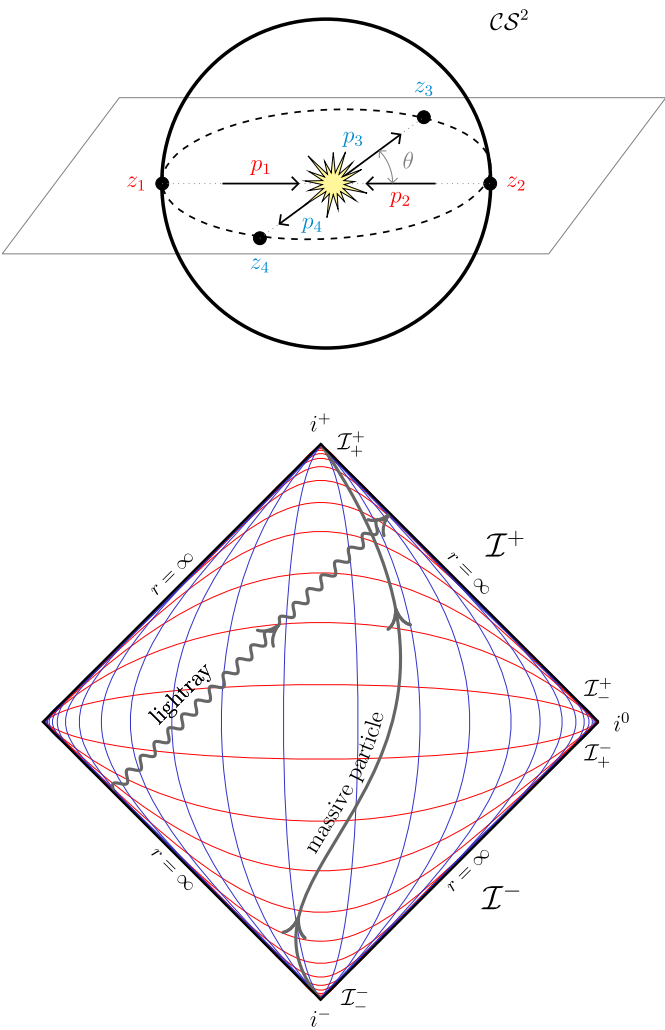 𝒞𝒮²
z₃
p₃
θ
z₁
p₁
p₂
z₂
p₄
z₄
i⁺
ℐ⁺₊
ℐ⁺
r = ∞
r = ∞
lightray
ℐ⁺₋
i⁰
ℐ⁻₊
massive particle
r = ∞
r = ∞
ℐ⁻
ℐ⁻₋
i⁻